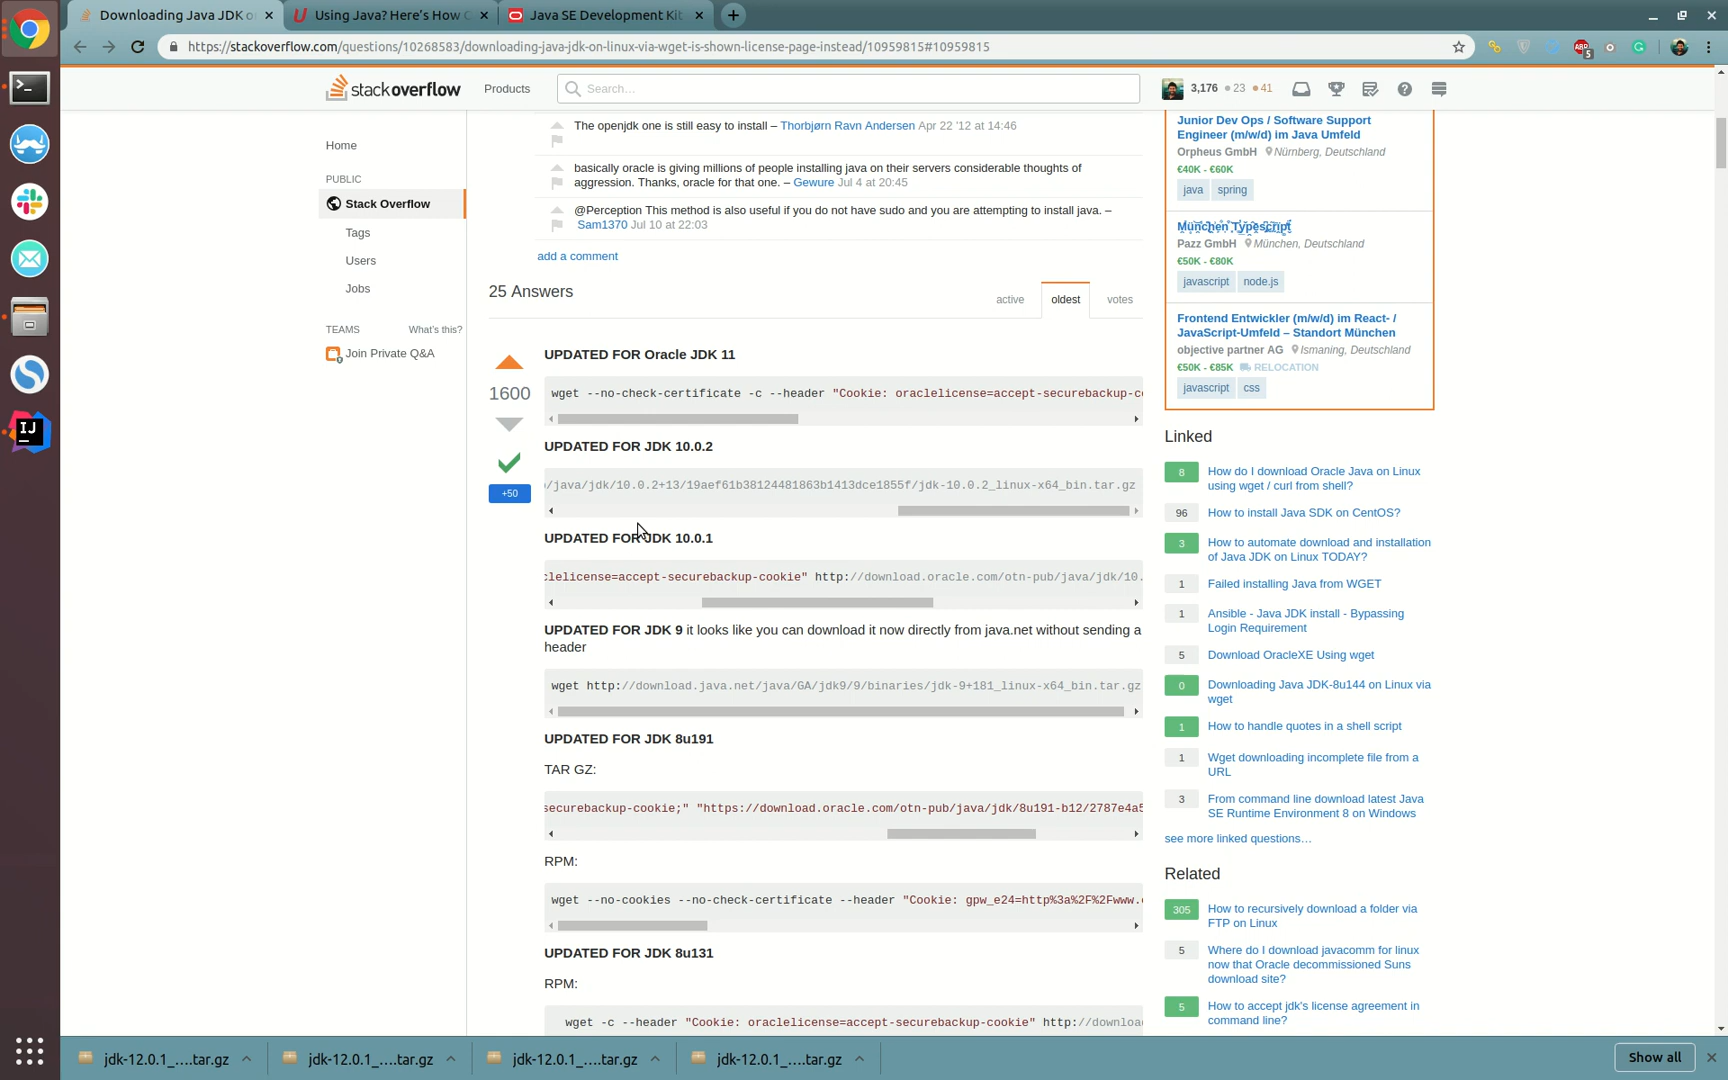 Downloading Java JDK o
Using Java? Here's How
Java SE Development Kit
https://stackoverflow.com/questions/10268583/downloading-java-jdk-on-linux-via-wget-is-shown-license-page-instead/10959815#10959815
5
stackoverflow
Products
Search...
3,176
23
41
Home
PUBLIC
Stack Overflow
Tags
Users
Jobs
TEAMS
What's this?
Join Private Q&A
The openjdk one is still easy to install – Thorbjørn Ravn Andersen Apr 22 '12 at 14:46
basically oracle is giving millions of people installing java on their servers considerable thoughts of
aggression. Thanks, oracle for that one. – Gewure Jul 4 at 20:45
@Perception This method is also useful if you do not have sudo and you are attempting to install java. –
Sam1370 Jul 10 at 22:03
add a comment
25 Answers
active
oldest
votes
1600
+50
UPDATED FOR Oracle JDK 11
wget --no-check-certificate -c --header "Cookie: oraclelicense=accept-securebackup-c
UPDATED FOR JDK 10.0.2
/java/jdk/10.0.2+13/19aef61b38124481863b1413dce1855f/jdk-10.0.2_linux-x64_bin.tar.gz
UPDATED FOR JDK 10.0.1
clelicense=accept-securebackup-cookie" http://download.oracle.com/otn-pub/java/jdk/10.
UPDATED FOR JDK 9 it looks like you can download it now directly from java.net without sending a
header
wget http://download.java.net/java/GA/jdk9/9/binaries/jdk-9+181_linux-x64_bin.tar.gz
UPDATED FOR JDK 8u191
TAR GZ:
securebackup-cookie;" "https://download.oracle.com/otn-pub/java/jdk/8u191-b12/2787e4a5
RPM:
wget --no-cookies --no-check-certificate --header "Cookie: gpw_e24=http%3a%2F%2Fwww.
UPDATED FOR JDK 8u131
RPM:
wget -c --header "Cookie: oraclelicense=accept-securebackup-cookie" http://downloa
Junior Dev Ops / Software Support
Engineer (m/w/d) im Java Umfeld
Orpheus GmbH
Nürnberg, Deutschland
€40K - €60K
java
spring
München Typescript
Pazz GmbH
München, Deutschland
€50K - €80K
javascript
node.js
Frontend Entwickler (m/w/d) im React- /
JavaScript-Umfeld – Standort München
objective partner AG
Ismaning, Deutschland
€50K - €85K
RELOCATION
javascript
css
Linked
8 How do I download Oracle Java on Linux
using wget / curl from shell?
96 How to install Java SDK on CentOS?
3 How to automate download and installation
of Java JDK on Linux TODAY?
1 Failed installing Java from WGET
1 Ansible - Java JDK install - Bypassing
Login Requirement
5 Download OracleXE Using wget
0 Downloading Java JDK-8u144 on Linux via
wget
1 How to handle quotes in a shell script
1 Wget downloading incomplete file from a
URL
3 From command line download latest Java
SE Runtime Environment 8 on Windows
see more linked questions…
Related
305 How to recursively download a folder via
FTP on Linux
5 Where do I download javacomm for linux
now that Oracle decommissioned Suns
download site?
5 How to accept jdk's license agreement in
command line?
IJ
jdk-12.0.1_....tar.gz
jdk-12.0.1_....tar.gz
jdk-12.0.1_....tar.gz
jdk-12.0.1_....tar.gz
Show all